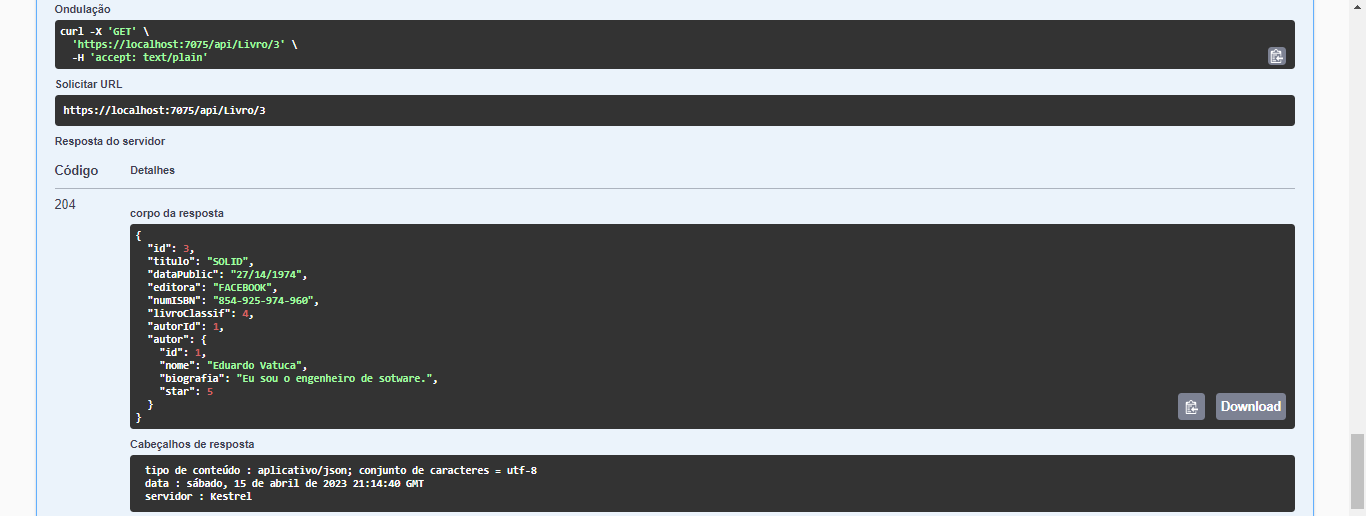 Ondulação
curl -X 'GET' \
'https://localhost:7075/api/Livro/3' \
-H 'accept: text/plain'
Solicitar URL
https://localhost:7075/api/Livro/3
Resposta do servidor
Código Detalhes
204
corpo da resposta
{
"id": 3,
"titulo": "SOLID",
"dataPublic": "27/14/1974",
"editora": "FACEBOOK",
"numISBN": "854-925-974-960",
"livroClassif": 4,
"autorId": 1,
"autor": {
"id": 1,
"nome": "Eduardo Vatuca",
"biografia": "Eu sou o engenheiro de sotware.",
"star": 5
}
}
Download
Cabeçalhos de resposta
tipo de conteúdo : aplicativo/json; conjunto de caracteres = utf-8
data : sábado, 15 de abril de 2023 21:14:40 GMT
servidor : Kestrel